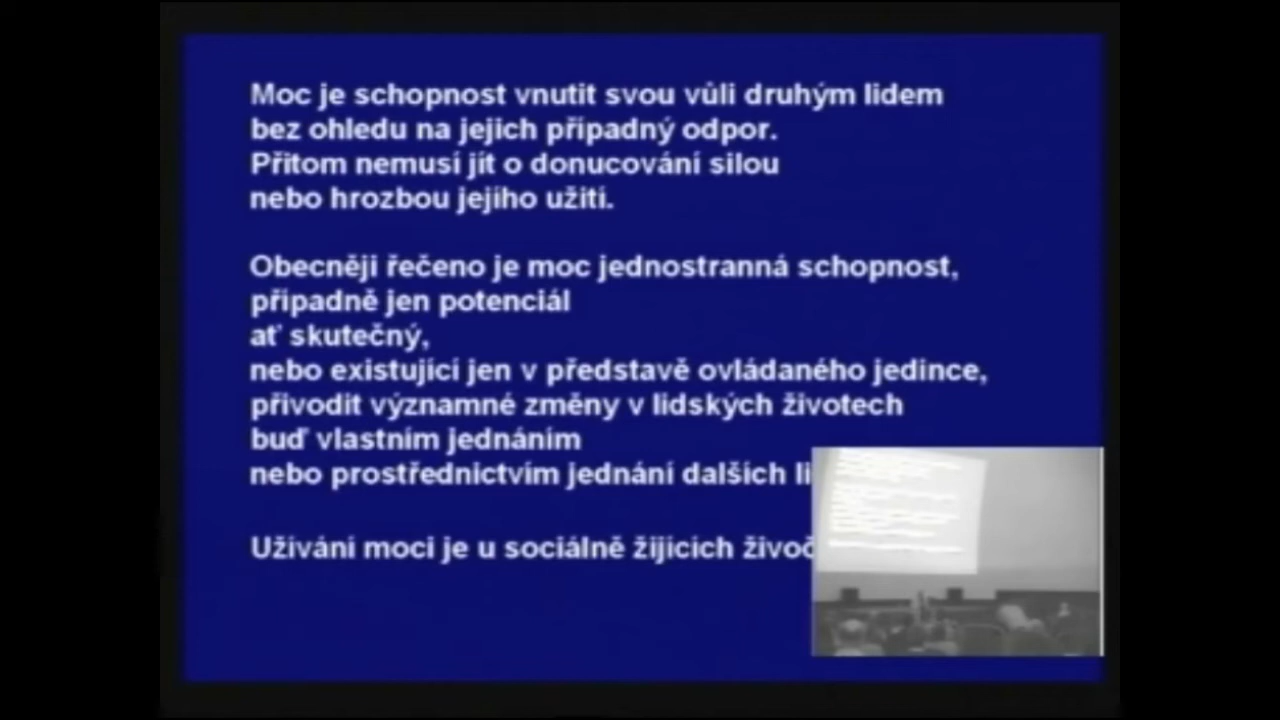 Moc je schopnost vnutit svou vůli druhým lidem
bez ohledu na jejich případný odpor.
Přitom nemusí jít o donucování silou
nebo hrozbou jejího užití.
Obecněji řečeno je moc jednostranná schopnost,
případně jen potenciál
ať skutečný,
nebo existující jen v představě ovládaného jedince,
přivodit významné změny v lidských životech
buď vlastním jednáním
nebo prostřednictvím jednání dalších
Užívání moci je u sociálně žijících